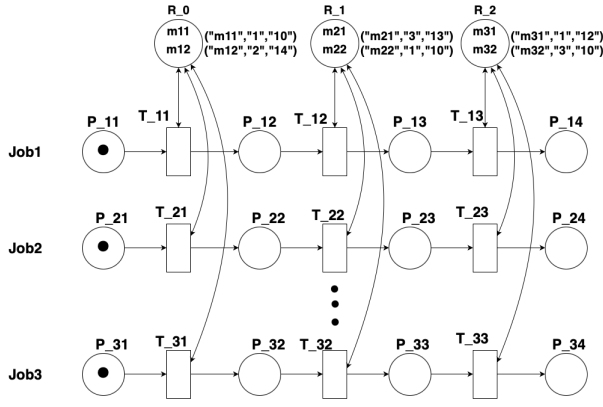 R_0
R_1
R_2
m11
m12
("m11","1","10")
("m12","2","14")
m21
m22
("m21","3","13")
("m22","1","10")
m31
m32
("m31","1","12")
("m32","3","10")
P_11
T_11
P_12
T_12
P_13
T_13
P_14
Job1
P_21
T_21
P_22
T_22
P_23
T_23
P_24
Job2
P_31
T_31
P_32
T_32
P_33
T_33
P_34
Job3